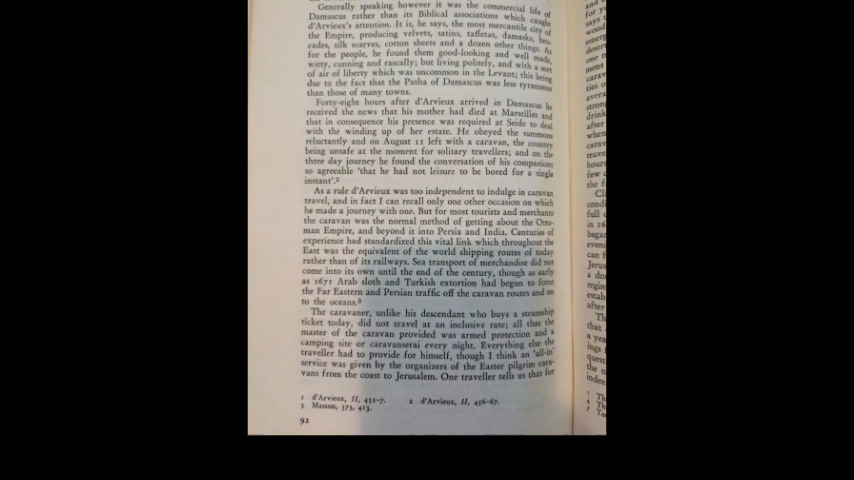 Generally speaking however it was the commercial life of
Damascus rather than its Biblical associations which caught
d'Arvieux's attention. It is, he says, the most mercantile city of
the Empire, producing velvets, satins, taffetas, damasks, bro-
cades, silk scarves, cotton sheets and a dozen other things. As
for the people, he found them good-looking and well made,
witty, cunning and rascally; but living politely, and with a sort
of air of liberty which was uncommon in the Levant; this being
due to the fact that the Pasha of Damascus was less tyrannous
than those of many towns.
Forty-eight hours after d'Arvieux arrived in Damascus he
received the news that his mother had died at Marseilles and
that in consequence his presence was required at Seide to deal
with the winding up of her estate. He obeyed the summons
reluctantly and on August 11 left with a caravan, the country
being unsafe at the moment for solitary travellers; and on the
three day journey he found the conversation of his companions
so agreeable 'that he had not leisure to be bored for a single
instant'.²
As a rule d'Arvieux was too independent to indulge in caravan
travel, and in fact I can recall only one other occasion on which
he made a journey with one. But for most tourists and merchants
the caravan was the normal method of getting about the Otto-
man Empire, and beyond it into Persia and India. Centuries of
experience had standardized this vital link which throughout the
East was the equivalent of the world shipping routes of today
rather than of its railways. Sea transport of merchandise did not
come into its own until the end of the century, though as early
as 1671 Arab sloth and Turkish extortion had begun to force
the Far Eastern and Persian traffic off the caravan routes and on
to the oceans.³
The caravaner, unlike his descendant who buys a steamship
ticket today, did not travel at an inclusive rate; all that the
master of the caravan provided was armed protection and a
camping site or caravanserai every night. Everything else the
traveller had to provide for himself, though I think an 'all-in'
service was given by the organizers of the Easter pilgrim cara-
vans from the coast to Jerusalem. One traveller tells us that for
1 d'Arvieux, II, 452-7. 2 d'Arvieux, II, 456-67.
3 Masson, 373, 413.
92